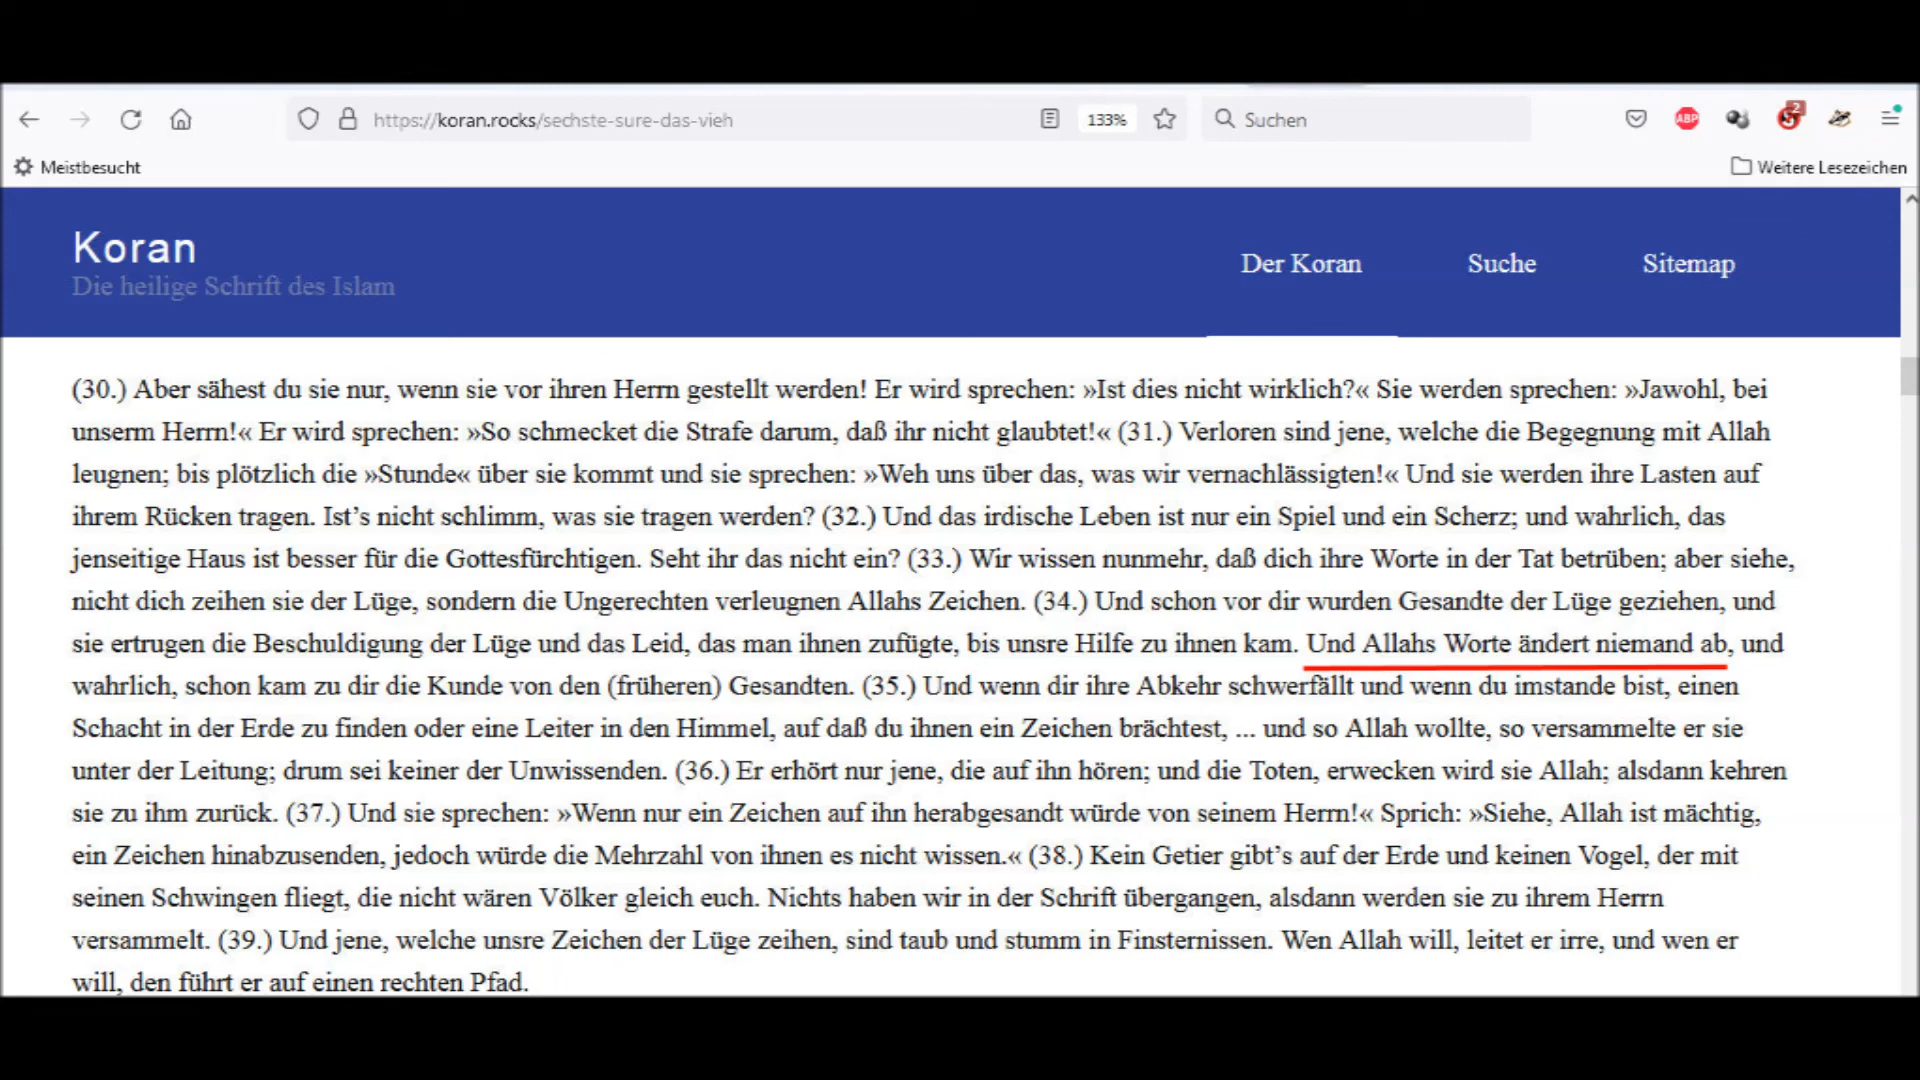 https://koran.rocks/sechste-sure-das-vieh
133%
Suchen
ABP
2
Meistbesucht
Weitere Lesezeichen
Koran
Die heilige Schrift des Islam
Der Koran
Suche
Sitemap
(30.) Aber sähest du sie nur, wenn sie vor ihren Herrn gestellt werden! Er wird sprechen: »Ist dies nicht wirklich?« Sie werden sprechen: »Jawohl, bei
unserm Herrn!« Er wird sprechen: »So schmecket die Strafe darum, daß ihr nicht glaubtet!« (31.) Verloren sind jene, welche die Begegnung mit Allah
leugnen; bis plötzlich die »Stunde« über sie kommt und sie sprechen: »Weh uns über das, was wir vernachlässigten!« Und sie werden ihre Lasten auf
ihrem Rücken tragen. Ist’s nicht schlimm, was sie tragen werden? (32.) Und das irdische Leben ist nur ein Spiel und ein Scherz; und wahrlich, das
jenseitige Haus ist besser für die Gottesfürchtigen. Seht ihr das nicht ein? (33.) Wir wissen nunmehr, daß dich ihre Worte in der Tat betrüben; aber siehe,
nicht dich zeihen sie der Lüge, sondern die Ungerechten verleugnen Allahs Zeichen. (34.) Und schon vor dir wurden Gesandte der Lüge geziehen, und
sie ertrugen die Beschuldigung der Lüge und das Leid, das man ihnen zufügte, bis unsre Hilfe zu ihnen kam. Und Allahs Worte ändert niemand ab, und
wahrlich, schon kam zu dir die Kunde von den (früheren) Gesandten. (35.) Und wenn dir ihre Abkehr schwerfällt und wenn du imstande bist, einen
Schacht in der Erde zu finden oder eine Leiter in den Himmel, auf daß du ihnen ein Zeichen brächtest, ... und so Allah wollte, so versammelte er sie
unter der Leitung; drum sei keiner der Unwissenden. (36.) Er erhört nur jene, die auf ihn hören; und die Toten, erwecken wird sie Allah; alsdann kehren
sie zu ihm zurück. (37.) Und sie sprechen: »Wenn nur ein Zeichen auf ihn herabgesandt würde von seinem Herrn!« Sprich: »Siehe, Allah ist mächtig,
ein Zeichen hinabzusenden, jedoch würde die Mehrzahl von ihnen es nicht wissen.« (38.) Kein Getier gibt’s auf der Erde und keinen Vogel, der mit
seinen Schwingen fliegt, die nicht wären Völker gleich euch. Nichts haben wir in der Schrift übergangen, alsdann werden sie zu ihrem Herrn
versammelt. (39.) Und jene, welche unsre Zeichen der Lüge zeihen, sind taub und stumm in Finsternissen. Wen Allah will, leitet er irre, und wen er
will, den führt er auf einen rechten Pfad.